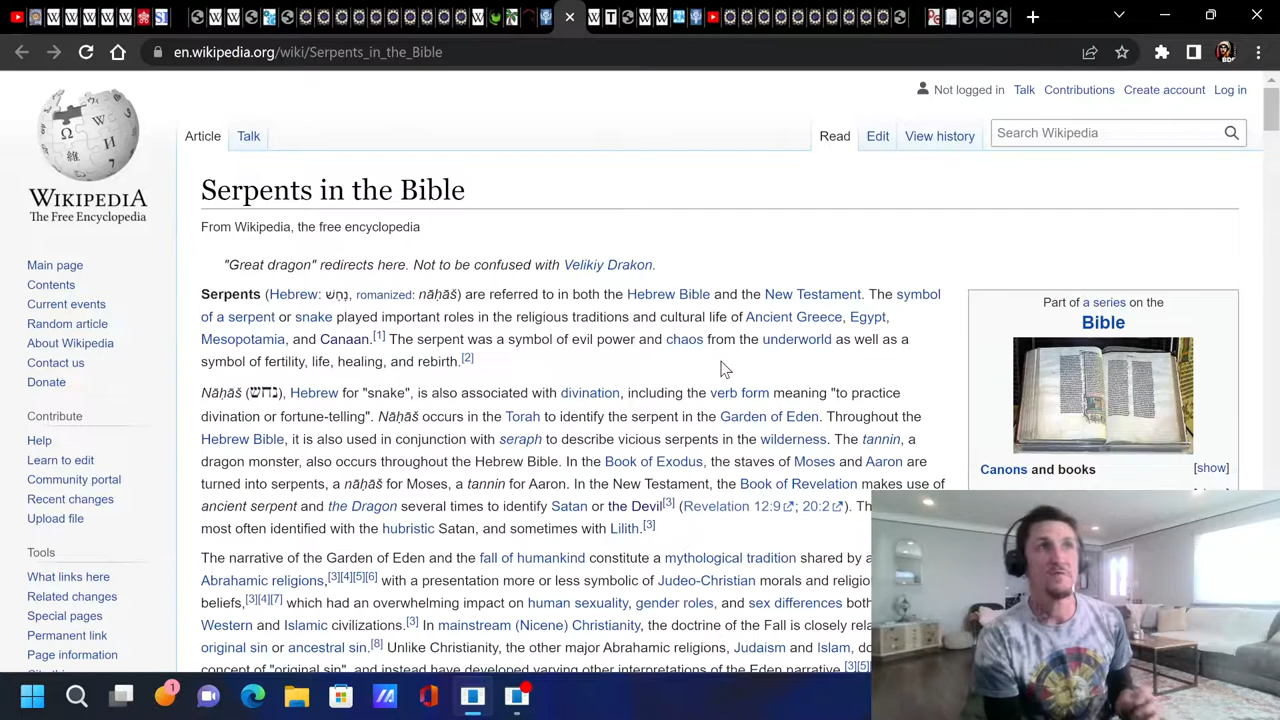 en.wikipedia.org/wiki/Serpents_in_the_Bible
BDF
Not logged in Talk Contributions Create account Log in
WIKIPEDIA
The Free Encyclopedia
Article Talk Read Edit View history Search Wikipedia
Main page
Contents
Current events
Random article
About Wikipedia
Contact us
Donate
Contribute
Help
Learn to edit
Community portal
Recent changes
Upload file
Tools
What links here
Related changes
Special pages
Permanent link
Page information
Serpents in the Bible
From Wikipedia, the free encyclopedia
"Great dragon" redirects here. Not to be confused with Velikiy Drakon.
Serpents (Hebrew: נָחָשׁ, romanized: nāḥāš) are referred to in both the Hebrew Bible and the New Testament. The symbol
of a serpent or snake played important roles in the religious traditions and cultural life of Ancient Greece, Egypt,
Mesopotamia, and Canaan.[1] The serpent was a symbol of evil power and chaos from the underworld as well as a
symbol of fertility, life, healing, and rebirth.[2]
Nāḥāš (נחש), Hebrew for "snake", is also associated with divination, including the verb form meaning "to practice
divination or fortune-telling". Nāḥāš occurs in the Torah to identify the serpent in the Garden of Eden. Throughout the
Hebrew Bible, it is also used in conjunction with seraph to describe vicious serpents in the wilderness. The tannin, a
dragon monster, also occurs throughout the Hebrew Bible. In the Book of Exodus, the staves of Moses and Aaron are
turned into serpents, a nāḥāš for Moses, a tannin for Aaron. In the New Testament, the Book of Revelation makes use of
ancient serpent and the Dragon several times to identify Satan or the Devil[3] (Revelation 12:9; 20:2).
most often identified with the hubristic Satan, and sometimes with Lilith.[3]
The narrative of the Garden of Eden and the fall of humankind constitute a mythological tradition shared by
Abrahamic religions,[3][4][5][6] with a presentation more or less symbolic of Judeo-Christian morals and
beliefs,[3][4][7] which had an overwhelming impact on human sexuality, gender roles, and sex differences
Western and Islamic civilizations.[3] In mainstream (Nicene) Christianity, the doctrine of the Fall is closely
original sin or ancestral sin.[8] Unlike Christianity, the other major Abrahamic religions, Judaism and Islam,
concept of "original sin", and instead have developed varying other interpretations of the Eden narrative.[3][5]
Part of a series on the
Bible
Canons and books [show]
1